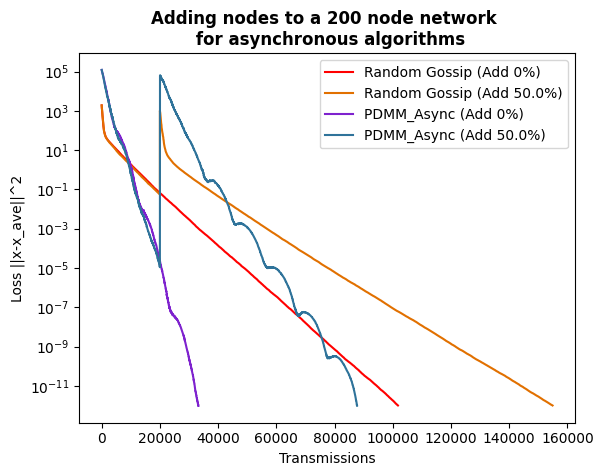 Adding nodes to a 200 node network
for asynchronous algorithms
Random Gossip (Add 0%)
Random Gossip (Add 50.0%)
PDMM_Async (Add 0%)
PDMM_Async (Add 50.0%)
Loss ||x-x_ave||^2
10^5
10^3
10^1
10^-1
10^-3
10^-5
10^-7
10^-9
10^-11
0 20000 40000 60000 80000 100000 120000 140000 160000
Transmissions